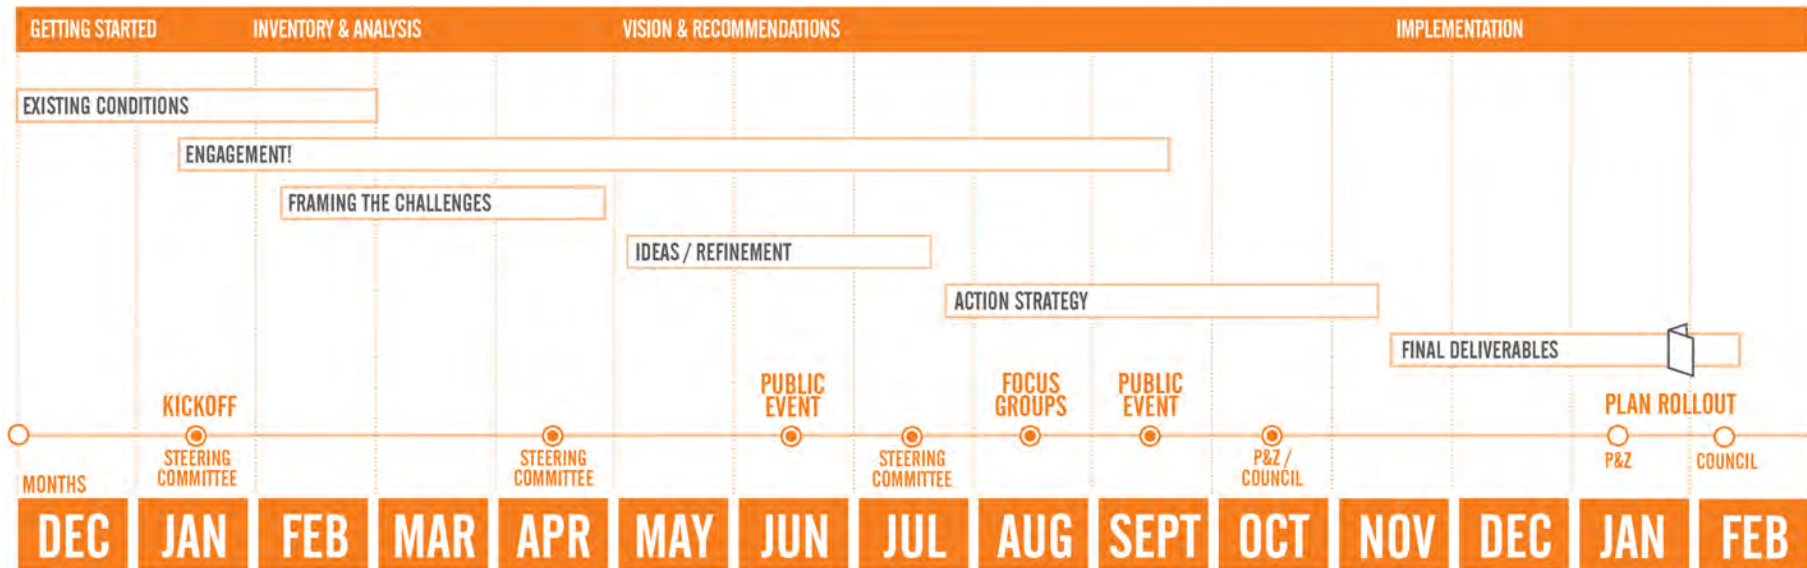 GETTING STARTED
INVENTORY & ANALYSIS
VISION & RECOMMENDATIONS
IMPLEMENTATION
EXISTING CONDITIONS
ENGAGEMENT!
FRAMING THE CHALLENGES
IDEAS / REFINEMENT
ACTION STRATEGY
FINAL DELIVERABLES
KICKOFF
STEERING
COMMITTEE
STEERING
COMMITTEE
PUBLIC
EVENT
STEERING
COMMITTEE
FOCUS
GROUPS
PUBLIC
EVENT
P&Z /
COUNCIL
PLAN ROLLOUT
P&Z
COUNCIL
MONTHS
DEC
JAN
FEB
MAR
APR
MAY
JUN
JUL
AUG
SEPT
OCT
NOV
DEC
JAN
FEB